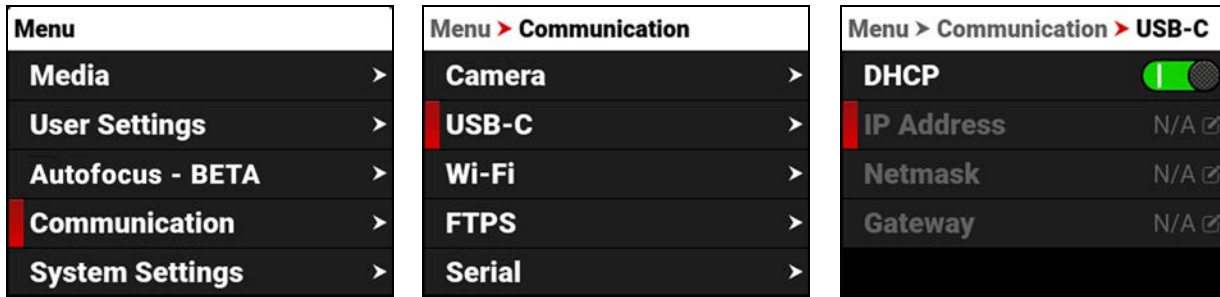 Menu
Media
User Settings
Autofocus - BETA
Communication
System Settings
Menu > Communication
Camera
USB-C
Wi-Fi
FTPS
Serial
Menu > Communication > USB-C
DHCP
IP Address N/A
Netmask N/A
Gateway N/A